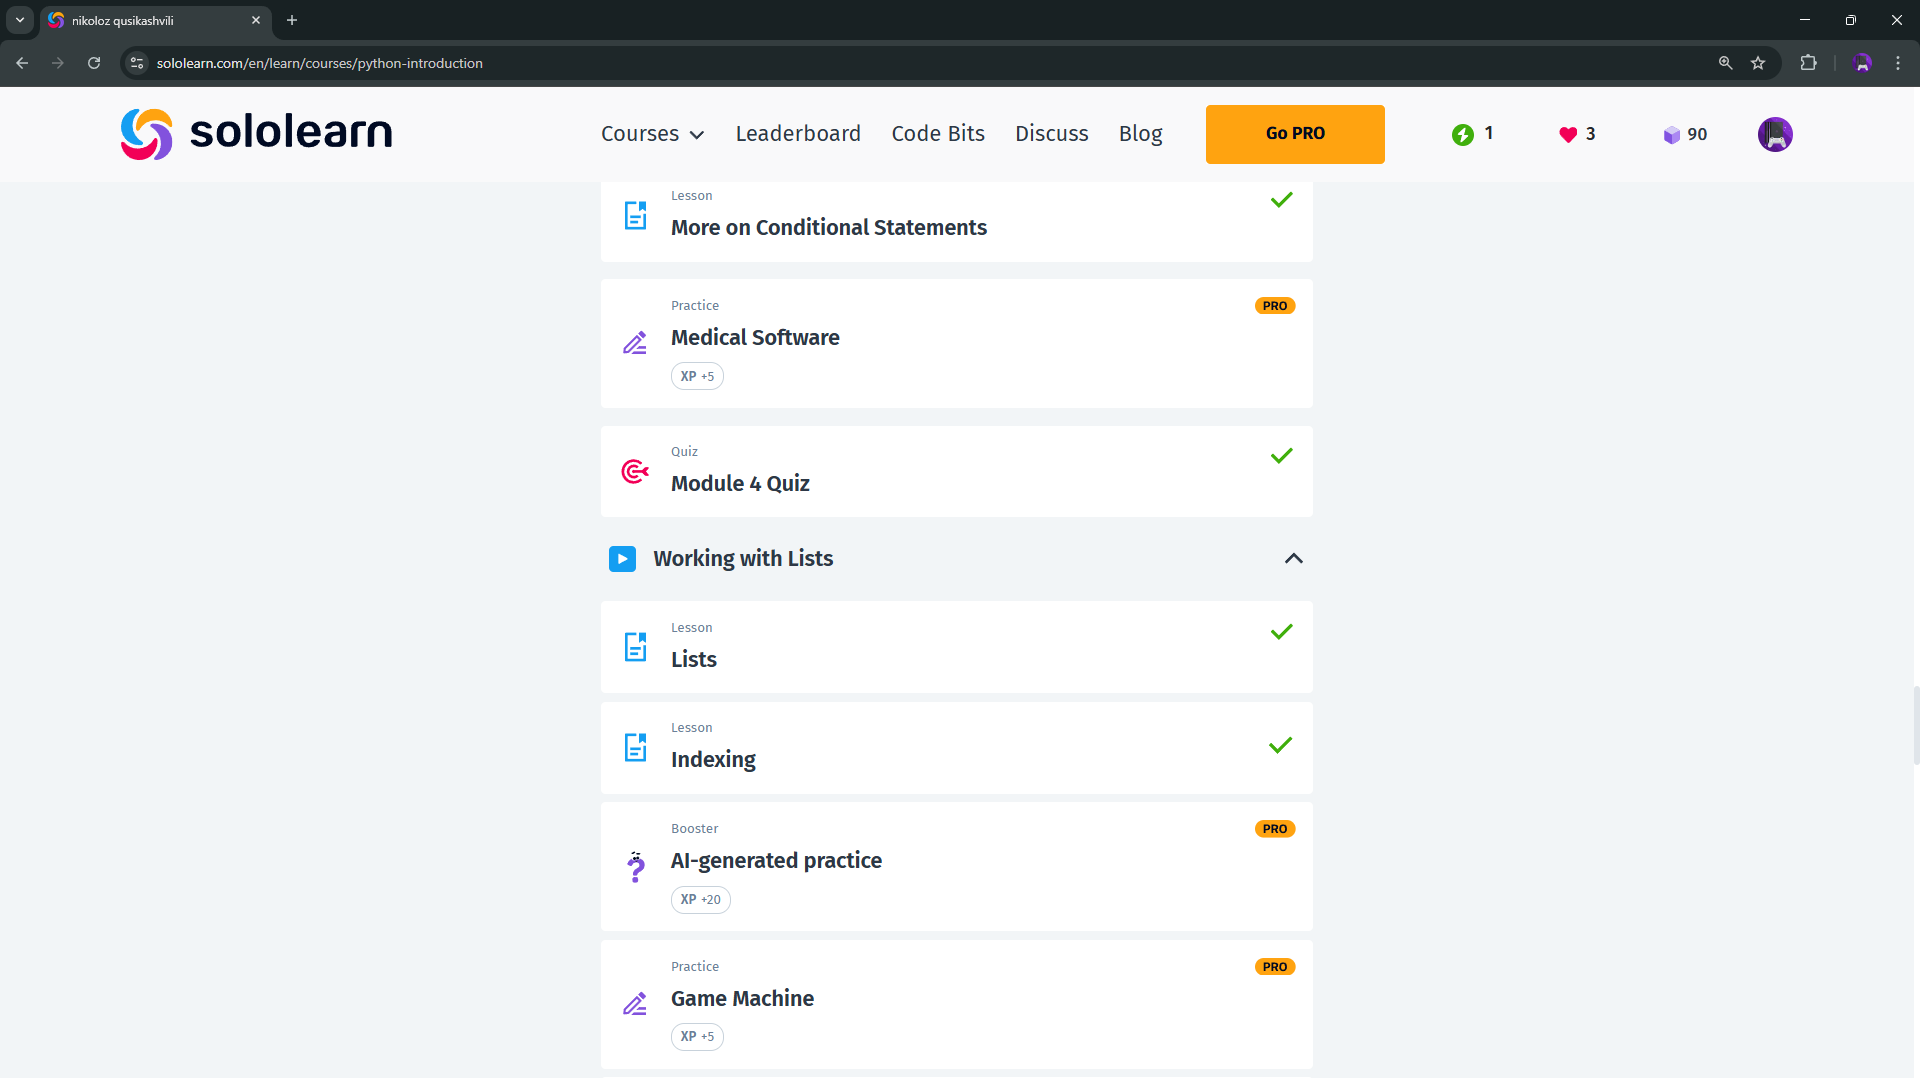 nikoloz qusikashvili
sololearn.com/en/learn/courses/python-introduction
sololearn
Courses Leaderboard Code Bits Discuss Blog Go PRO 1 3 90
Lesson
More on Conditional Statements
Practice PRO
Medical Software
XP +5
Quiz
Module 4 Quiz
Working with Lists
Lesson
Lists
Lesson
Indexing
Booster PRO
AI-generated practice
XP +20
Practice PRO
Game Machine
XP +5